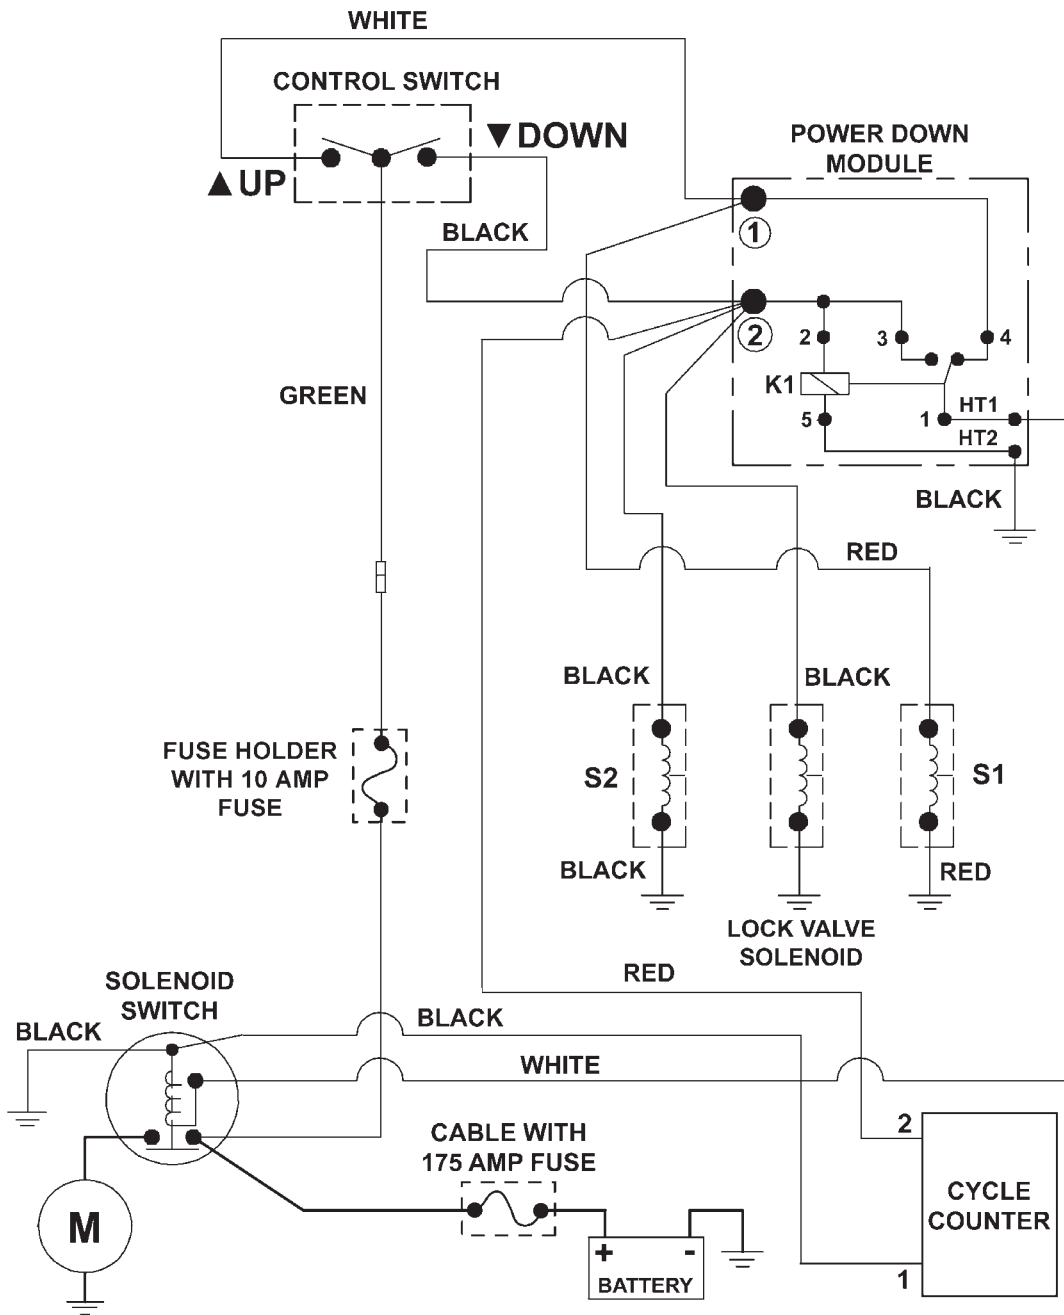 WHITE
CONTROL SWITCH
▼DOWN
▲UP
POWER DOWN
MODULE
BLACK
1
2
2
3
4
K1
5
1
HT1
HT2
BLACK
GREEN
RED
BLACK
BLACK
FUSE HOLDER
WITH 10 AMP
FUSE
S2
S1
BLACK
RED
LOCK VALVE
SOLENOID
RED
SOLENOID
SWITCH
BLACK
BLACK
WHITE
CABLE WITH
175 AMP FUSE
2
CYCLE
COUNTER
1
M
+ -
BATTERY